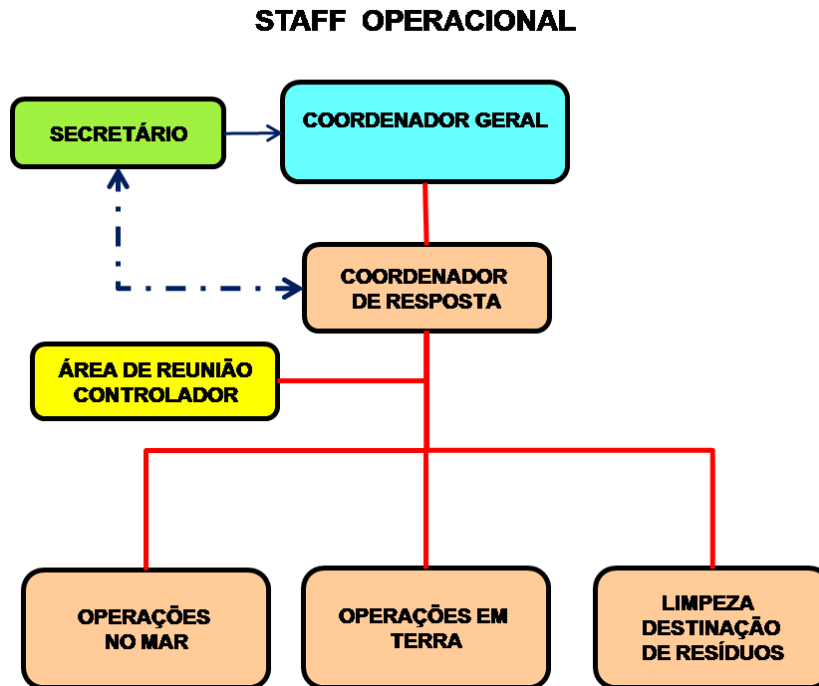 STAFF OPERACIONAL
SECRETÁRIO
COORDENADOR GERAL
COORDENADOR
DE RESPOSTA
ÁREA DE REUNIÃO
CONTROLADOR
OPERAÇÕES
NO MAR
OPERAÇÕES EM
TERRA
LIMPEZA
DESTINAÇÃO
DE RESÍDUOS